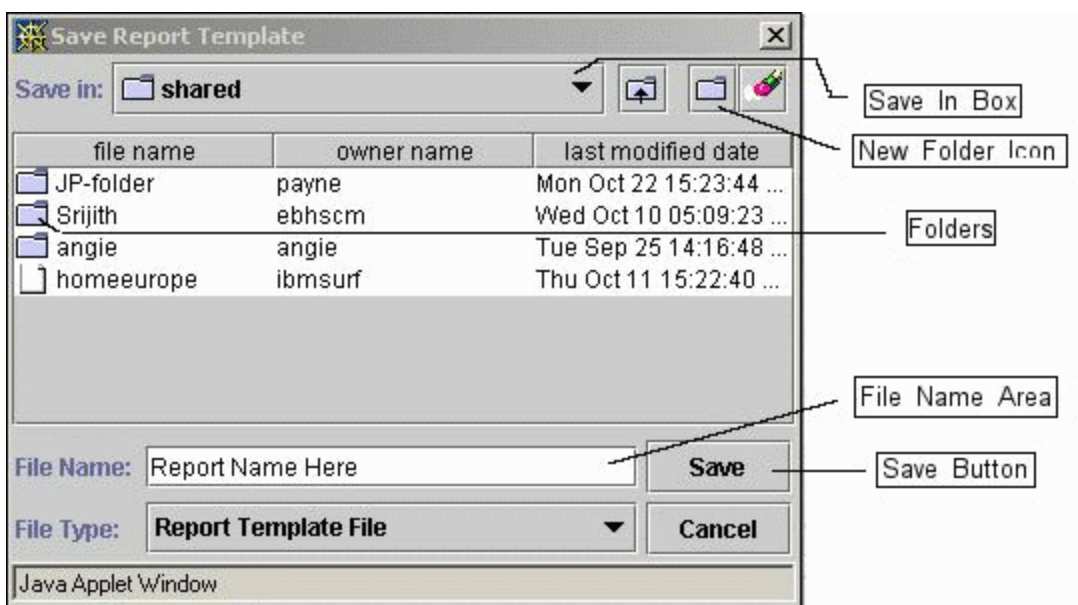 Save Report Template
Save in: shared
Save In Box
New Folder Icon
file name owner name last modified date
JP-folder payne Mon Oct 22 15:23:44 ...
Srijith ebhscm Wed Oct 10 05:09:23 ...
Folders
angie angie Tue Sep 25 14:16:48 ...
homeeurope ibmsurf Thu Oct 11 15:22:40 ...
File Name Area
File Name: Report Name Here Save
Save Button
File Type: Report Template File Cancel
Java Applet Window